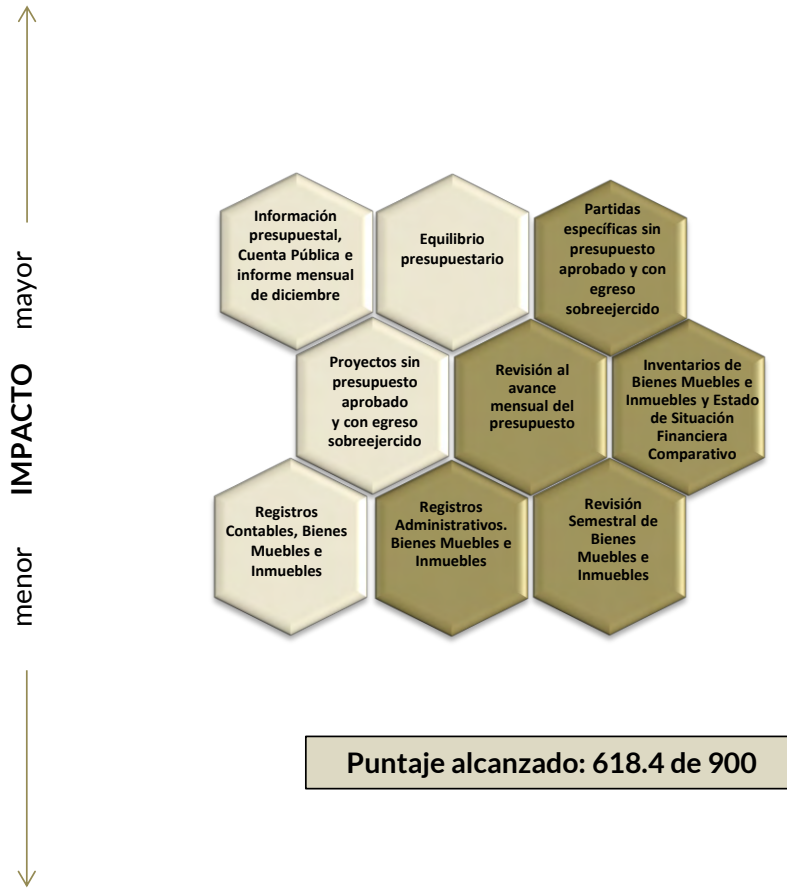 mayor
IMPACTO
menor
Información
presupuestal,
Cuenta Pública e
informe mensual
de diciembre
Equilibrio
presupuestario
Partidas
específicas sin
presupuesto
aprobado y con
egreso
sobreejercido
Proyectos sin
presupuesto
aprobado
y con egreso
sobreejercido
Revisión al
avance
mensual del
presupuesto
Inventarios de
Bienes Muebles e
Inmuebles y Estado
de Situación
Financiera
Comparativo
Registros
Contables, Bienes
Muebles e
Inmuebles
Registros
Administrativos.
Bienes Muebles e
Inmuebles
Revisión
Semestral de
Bienes
Muebles e
Inmuebles
Puntaje alcanzado: 618.4 de 900